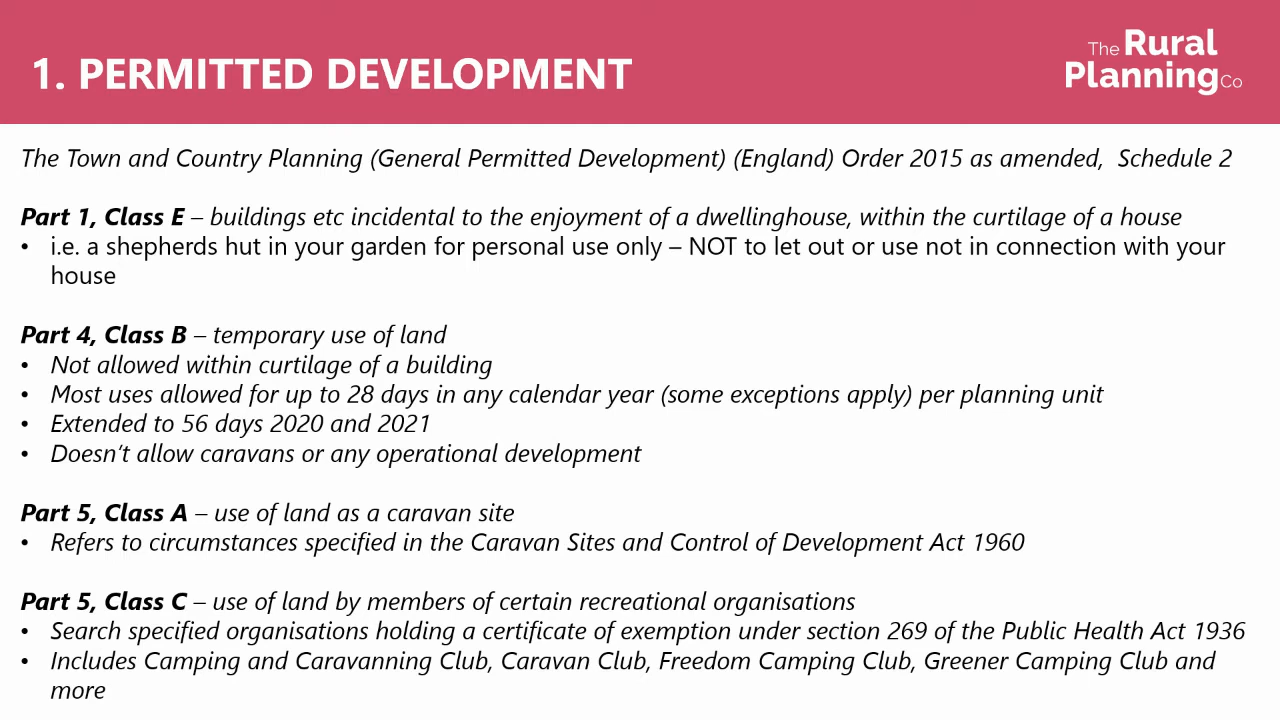 1. PERMITTED DEVELOPMENT
The Rural
Planning Co
The Town and Country Planning (General Permitted Development) (England) Order 2015 as amended,  Schedule 2
Part 1, Class E – buildings etc incidental to the enjoyment of a dwellinghouse, within the curtilage of a house
• i.e. a shepherds hut in your garden for personal use only – NOT to let out or use not in connection with your
house
Part 4, Class B – temporary use of land
• Not allowed within curtilage of a building
• Most uses allowed for up to 28 days in any calendar year (some exceptions apply) per planning unit
• Extended to 56 days 2020 and 2021
• Doesn't allow caravans or any operational development
Part 5, Class A – use of land as a caravan site
• Refers to circumstances specified in the Caravan Sites and Control of Development Act 1960
Part 5, Class C – use of land by members of certain recreational organisations
• Search specified organisations holding a certificate of exemption under section 269 of the Public Health Act 1936
• Includes Camping and Caravanning Club, Caravan Club, Freedom Camping Club, Greener Camping Club and
more